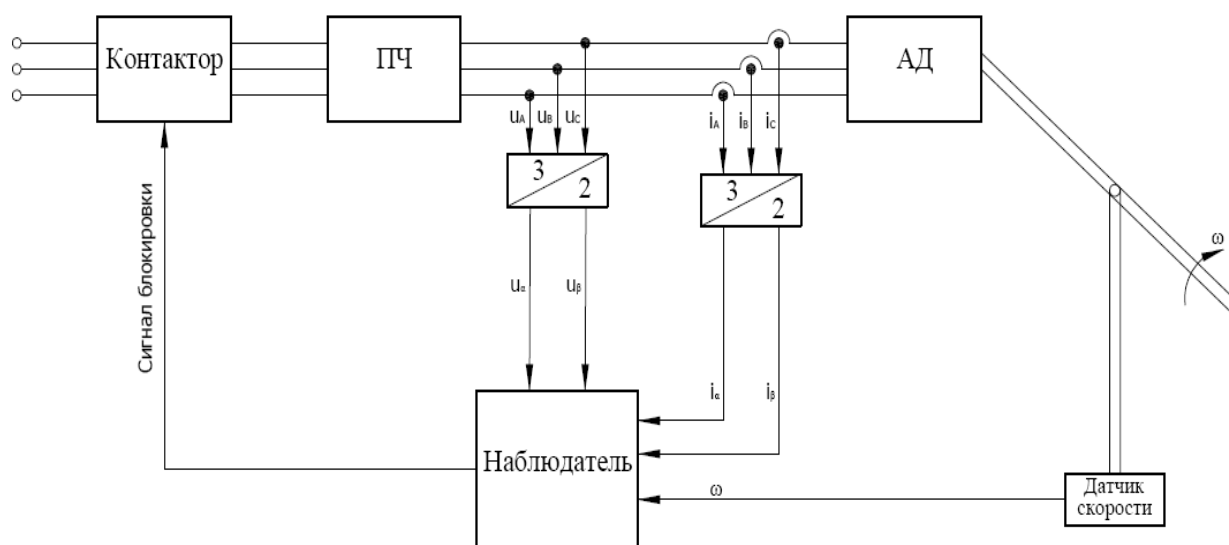 Контактор
ПЧ
АД
uA uB uC
iA iB iC
3
2
3
2
Сигнал блокировки
ω
uα uβ
iα iβ
Наблюдатель
ω
Датчик
скорости